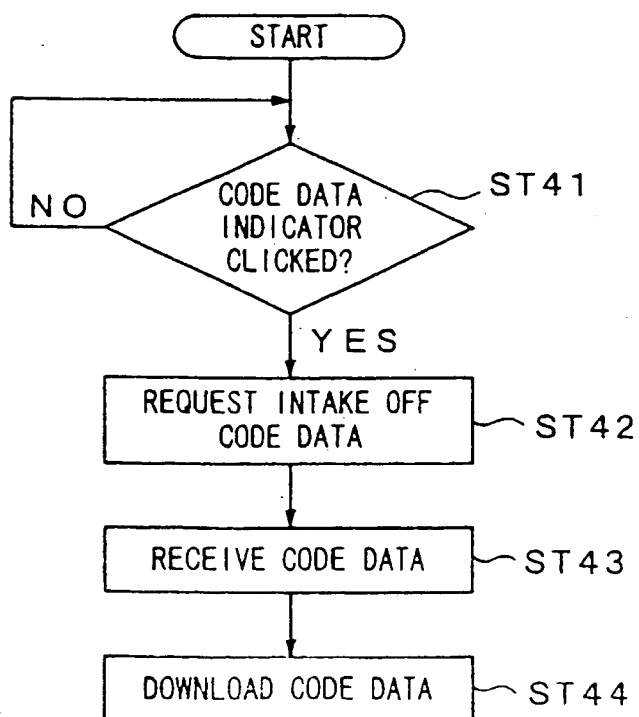 START
CODE DATA
INDICATOR
CLICKED?
ST41
NO
YES
REQUEST INTAKE OFF
CODE DATA
ST42
RECEIVE CODE DATA
ST43
DOWNLOAD CODE DATA
ST44